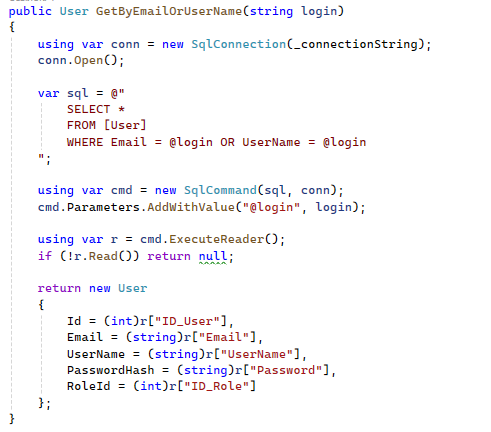 public User GetByEmailOrUserName(string login)
{
    using var conn = new SqlConnection(_connectionString);
    conn.Open();

    var sql = @"
        SELECT *
        FROM [User]
        WHERE Email = @login OR UserName = @login
    ";

    using var cmd = new SqlCommand(sql, conn);
    cmd.Parameters.AddWithValue("@login", login);

    using var r = cmd.ExecuteReader();
    if (!r.Read()) return null;

    return new User
    {
        Id = (int)r["ID_User"],
        Email = (string)r["Email"],
        UserName = (string)r["UserName"],
        PasswordHash = (string)r["Password"],
        RoleId = (int)r["ID_Role"]
    };
}